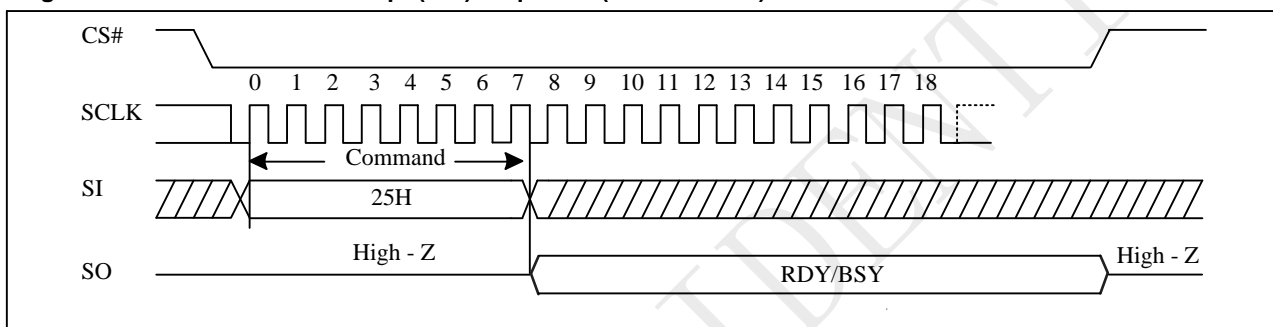 CS#
0 1 2 3 4 5 6 7 8 9 10 11 12 13 14 15 16 17 18
SCLK
Command
SI
25H
High - Z
High - Z
SO
RDY/BSY